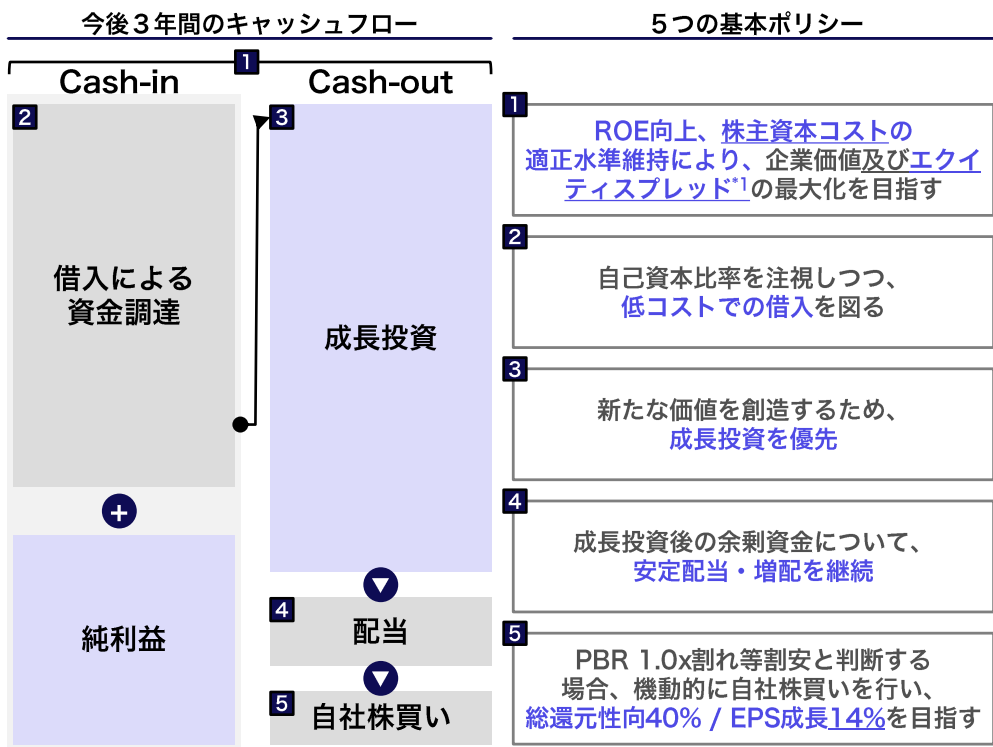 今後３年間のキャッシュフロー
1
Cash-in
Cash-out
2
借入による
資金調達
+
純利益
3
成長投資
4
配当
5
自社株買い
５つの基本ポリシー
1
ROE向上、株主資本コストの
適正水準維持により、企業価値及びエクイ
ティスプレッド*1の最大化を目指す
2
自己資本比率を注視しつつ、
低コストでの借入を図る
3
新たな価値を創造するため、
成長投資を優先
4
成長投資後の余剰資金について、
安定配当・増配を継続
5
PBR 1.0x割れ等割安と判断する
場合、機動的に自社株買いを行い、
総還元性向40% / EPS成長14%を目指す